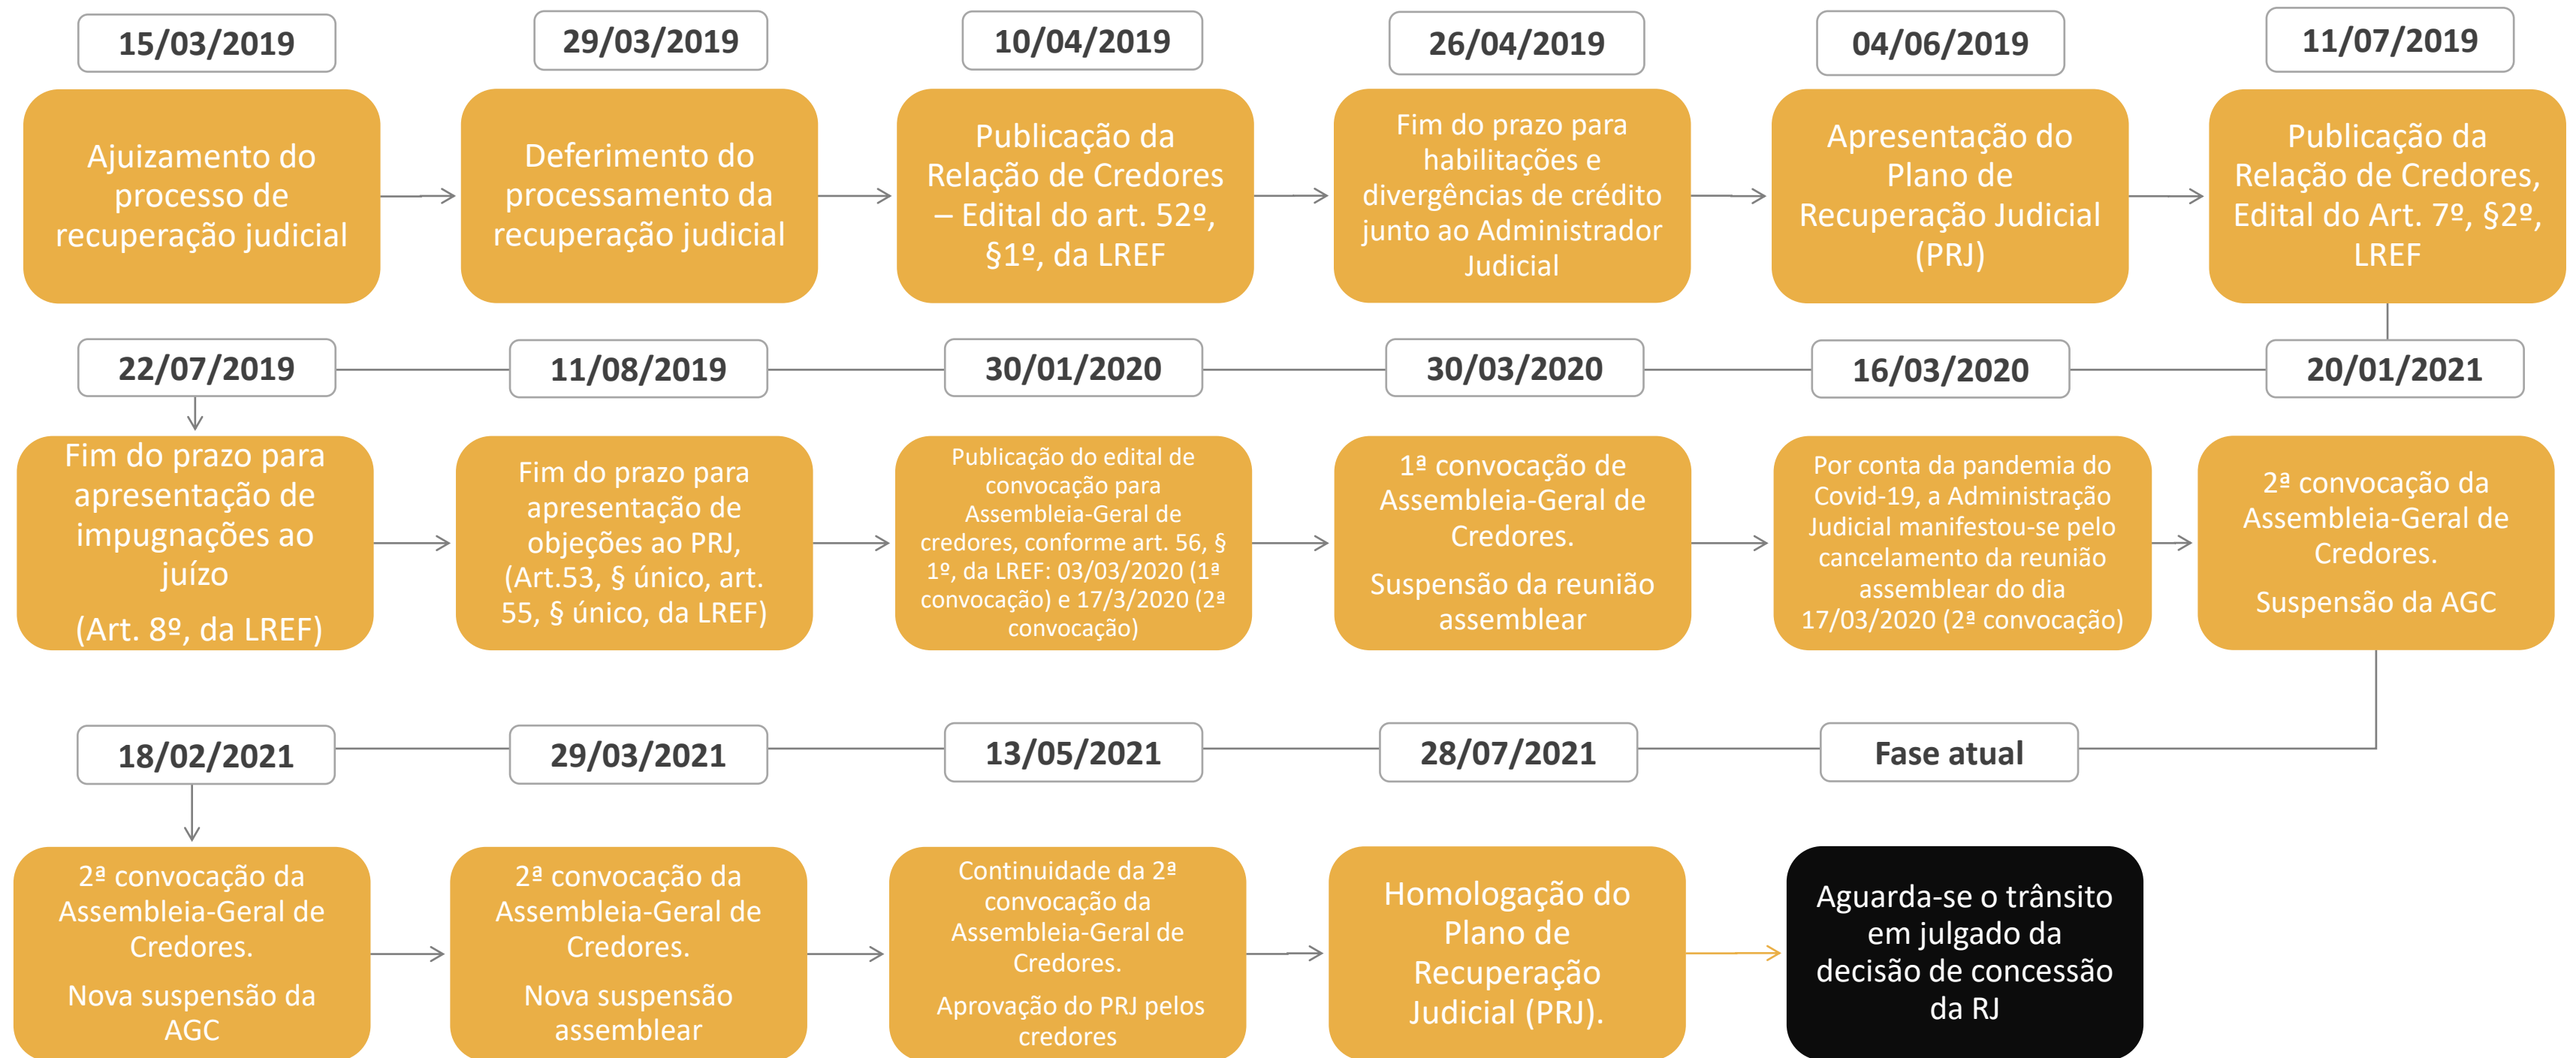 15/03/2019
29/03/2019
10/04/2019
26/04/2019
04/06/2019
11/07/2019
Ajuizamento do
processo de
recuperação judicial
Deferimento do
processamento da
recuperação judicial
Publicação da
Relação de Credores
– Edital do art. 52º,
§1º, da LREF
Fim do prazo para
habilitações e
divergências de crédito
junto ao Administrador
Judicial
Apresentação do
Plano de
Recuperação Judicial
(PRJ)
Publicação da
Relação de Credores,
Edital do Art. 7º, §2º,
LREF
22/07/2019
11/08/2019
30/01/2020
30/03/2020
16/03/2020
20/01/2021
Fim do prazo para
apresentação de
impugnações ao
juízo
(Art. 8º, da LREF)
Fim do prazo para
apresentação de
objeções ao PRJ,
(Art.53, § único, art.
55, § único, da LREF)
Publicação do edital de
convocação para
Assembleia-Geral de
credores, conforme art. 56, §
1º, da LREF: 03/03/2020 (1ª
convocação) e 17/3/2020 (2ª
convocação)
1ª convocação de
Assembleia-Geral de
Credores.
Suspensão da reunião
assemblear
Por conta da pandemia do
Covid-19, a Administração
Judicial manifestou-se pelo
cancelamento da reunião
assemblear do dia
17/03/2020 (2ª convocação)
2ª convocação da
Assembleia-Geral de
Credores.
Suspensão da AGC
18/02/2021
29/03/2021
13/05/2021
28/07/2021
Fase atual
2ª convocação da
Assembleia-Geral de
Credores.
Nova suspensão da
AGC
2ª convocação da
Assembleia-Geral de
Credores.
Nova suspensão
assemblear
Continuidade da 2ª
convocação da
Assembleia-Geral de
Credores.
Aprovação do PRJ pelos
credores
Homologação do
Plano de
Recuperação
Judicial (PRJ).
Aguarda-se o trânsito
em julgado da
decisão de concessão
da RJ